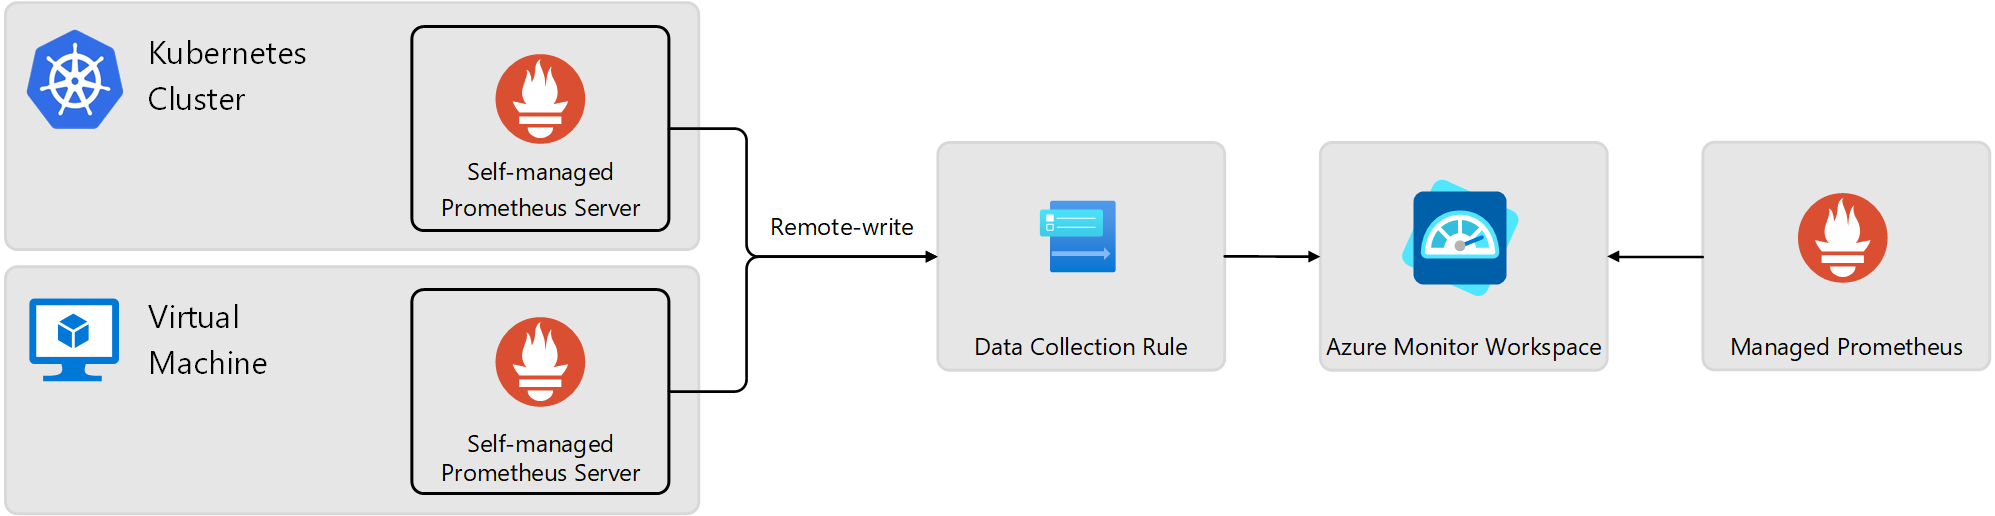 Kubernetes
Cluster
Self-managed
Prometheus Server
Virtual
Machine
Self-managed
Prometheus Server
Remote-write
Data Collection Rule
Azure Monitor Workspace
Managed Prometheus